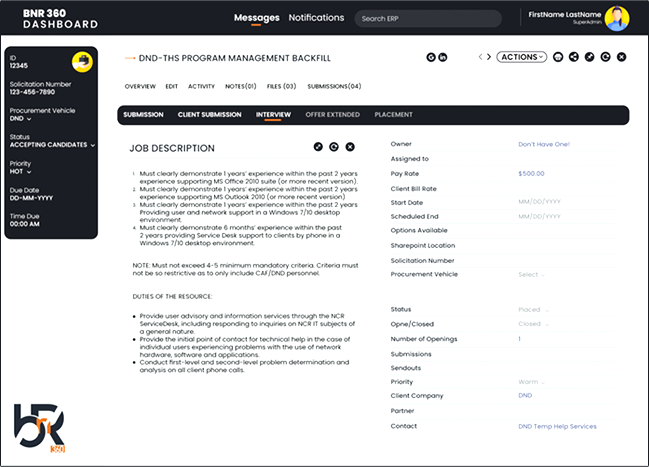 BNR 360
DASHBOARD
Messages Notifications
Search ERP
FirstName LastName
SuperAdmin
ID
12345
Solicitation Number
123-456-7890
Procurement Vehicle
DND
Status
ACCEPTING CANDIDATES
Priority
HOT
Due Date
DD-MM-YYYY
Time Due
00:00 AM
DND-THS PROGRAM MANAGEMENT BACKFILL
ACTIONS
OVERVIEW EDIT ACTIVITY NOTES(01) FILES (03) SUBMISSIONS(04)
SUBMISSION CLIENT SUBMISSION INTERVIEW OFFER EXTENDED PLACEMENT
JOB DESCRIPTION
1. Must clearly demonstrate 1 years' experience within the past 2 years
experience supporting MS Office 2010 suite (or more recent version).
2. Must clearly demonstrate 1 years' experience within the past 2 years
experience supporting MS Outlook 2010 (or more recent version)
3. Must clearly demonstrate 1 years' experience within the past 2 years
Providing user and network support in a Windows 7/10 desktop
environment.
4. Must clearly demonstrate 6 months' experience within the past
2 years providing Service Desk support to clients by phone in a
Windows 7/10 desktop environment.
NOTE: Must not exceed 4-5 minimum mandatory criteria. Criteria must
not be so restrictive as to only include CAF/DND personnel.
DUTIES OF THE RESOURCE:
• Provide user advisory and information services through the NCR
ServiceDesk, including responding to inquiries on NCR IT subjects of
a general nature.
• Provide the initial point of contact for technical help in the case of
individual users experiencing problems with the use of network
hardware, software and applications.
• Conduct first-level and second-level problem determination and
analysis on all client phone calls.
Owner Don't Have One!
Assigned to
Pay Rate $500.00
Client Bill Rate
Start Date MM/DD/YYYY
Scheduled End MM/DD/YYYY
Options Available
Sharepoint Location
Solicitation Number
Procurement Vehicle Select
Status Placed
Opne/Closed Closed
Number of Openings 1
Submissions
Sendouts
Priority Warm
Client Company DND
Partner
Contact DND Temp Help Services
bnR
360